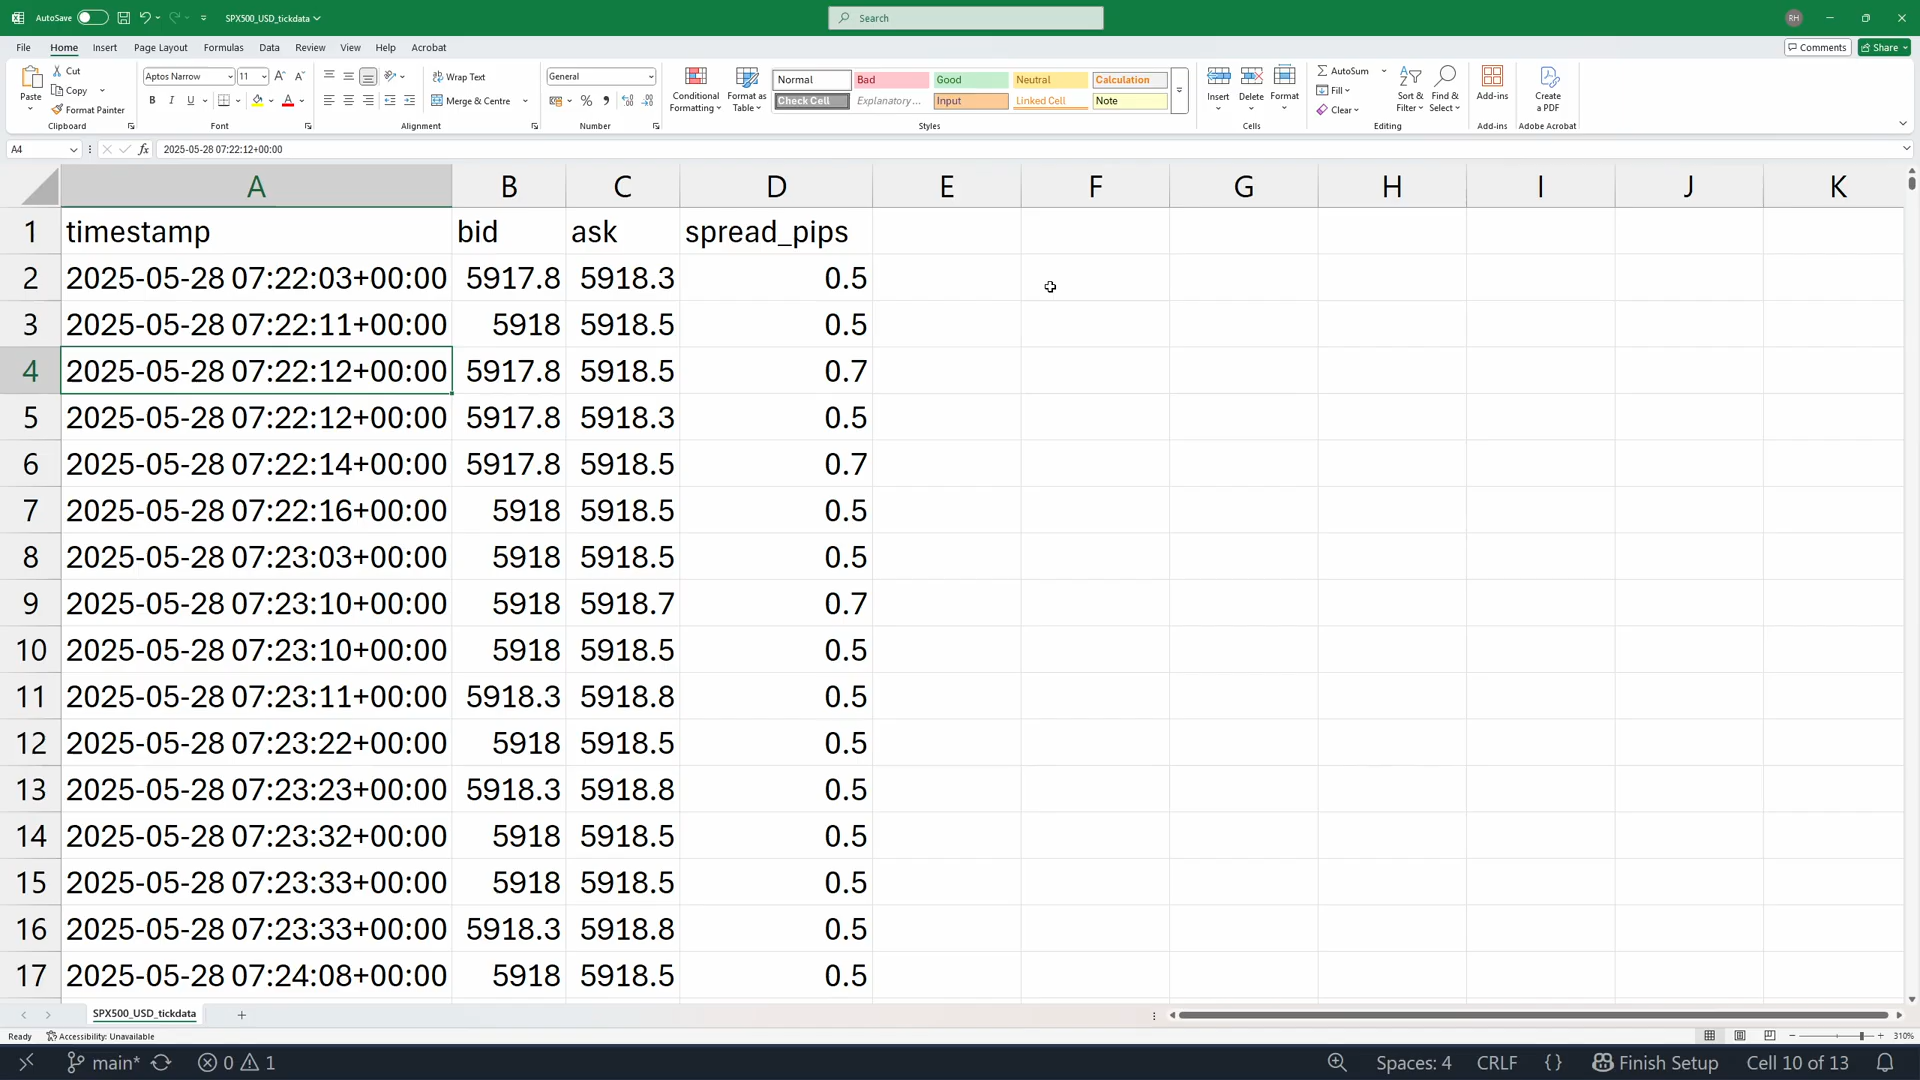 AutoSave SPX500_USD_tickdata Search RH
File Home Insert Page Layout Formulas Data Review View Help Acrobat Comments Share
Paste Cut Copy Format Painter Clipboard
Aptos Narrow 11 B I U A Font
Wrap Text Merge & Centre Alignment
General % Number
Conditional Formatting Format as Table
Normal Bad Good Neutral Calculation
Check Cell Explanatory... Input Linked Cell Note
Styles
Insert Delete Format Cells
AutoSum Fill Clear Sort & Filter Find & Select Editing
Add-ins Add-ins
Create a PDF Adobe Acrobat
A4 fx 2025-05-28 07:22:12+00:00
A B C D E F G H I J K
1 timestamp bid ask spread_pips
2 2025-05-28 07:22:03+00:00 5917.8 5918.3 0.5
3 2025-05-28 07:22:11+00:00 5918 5918.5 0.5
4 2025-05-28 07:22:12+00:00 5917.8 5918.5 0.7
5 2025-05-28 07:22:12+00:00 5917.8 5918.3 0.5
6 2025-05-28 07:22:14+00:00 5917.8 5918.5 0.7
7 2025-05-28 07:22:16+00:00 5918 5918.5 0.5
8 2025-05-28 07:23:03+00:00 5918 5918.5 0.5
9 2025-05-28 07:23:10+00:00 5918 5918.7 0.7
10 2025-05-28 07:23:10+00:00 5918 5918.5 0.5
11 2025-05-28 07:23:11+00:00 5918.3 5918.8 0.5
12 2025-05-28 07:23:22+00:00 5918 5918.5 0.5
13 2025-05-28 07:23:23+00:00 5918.3 5918.8 0.5
14 2025-05-28 07:23:32+00:00 5918 5918.5 0.5
15 2025-05-28 07:23:33+00:00 5918 5918.5 0.5
16 2025-05-28 07:23:33+00:00 5918.3 5918.8 0.5
17 2025-05-28 07:24:08+00:00 5918 5918.5 0.5
SPX500_USD_tickdata
Ready Accessibility: Unavailable 310%
main* 0 1 Spaces: 4 CRLF {} Finish Setup Cell 10 of 13